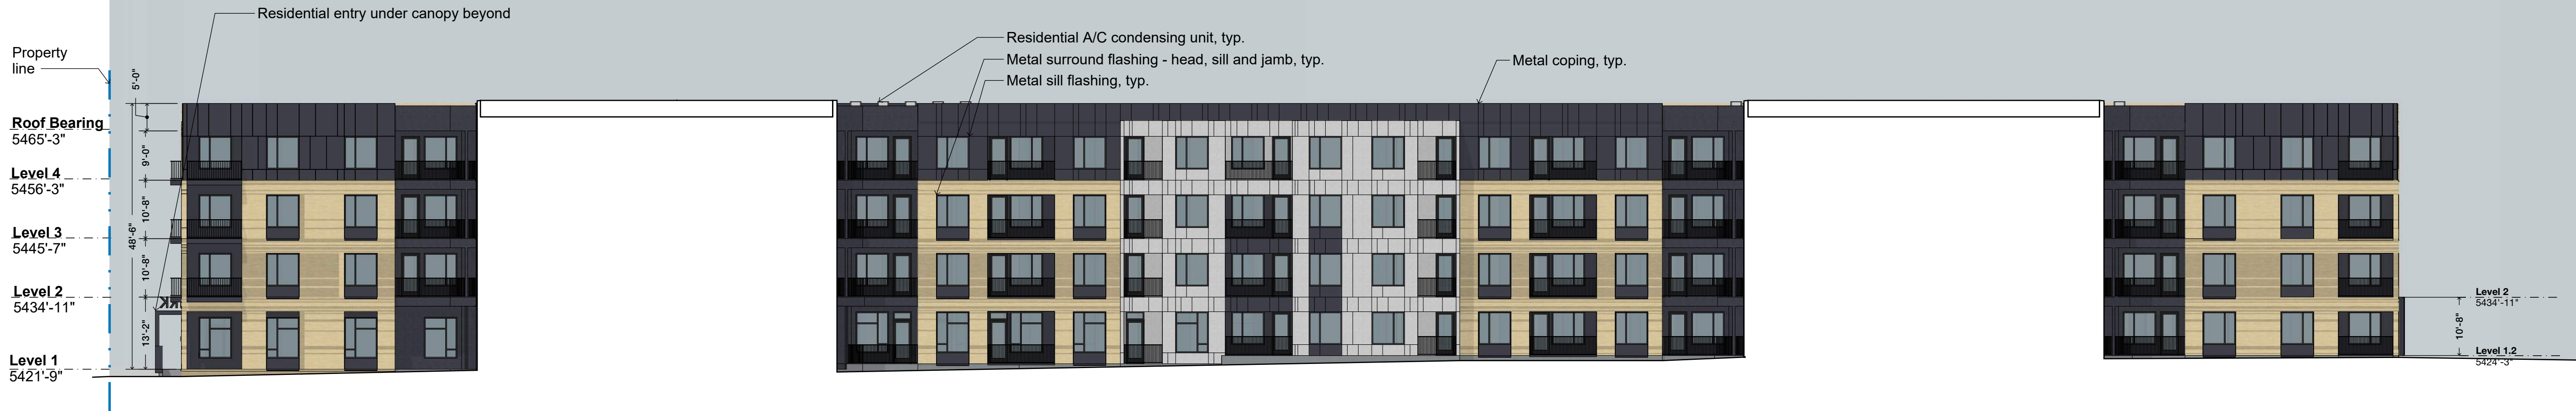 Residential entry under canopy beyond
Residential A/C condensing unit, typ.
Metal surround flashing - head, sill and jamb, typ.
Metal sill flashing, typ.
Metal coping, typ.
Property
line
5'-0"
Roof Bearing
5465'-3"
9'-0"
Level 4
5456'-3"
10'-8"
48'-6"
Level 3
5445'-7"
10'-8"
Level 2
5434'-11"
13'-2"
Level 1
5421'-9"
Level 2
5434'-11"
10'-8"
Level 1.2
5424'-3"